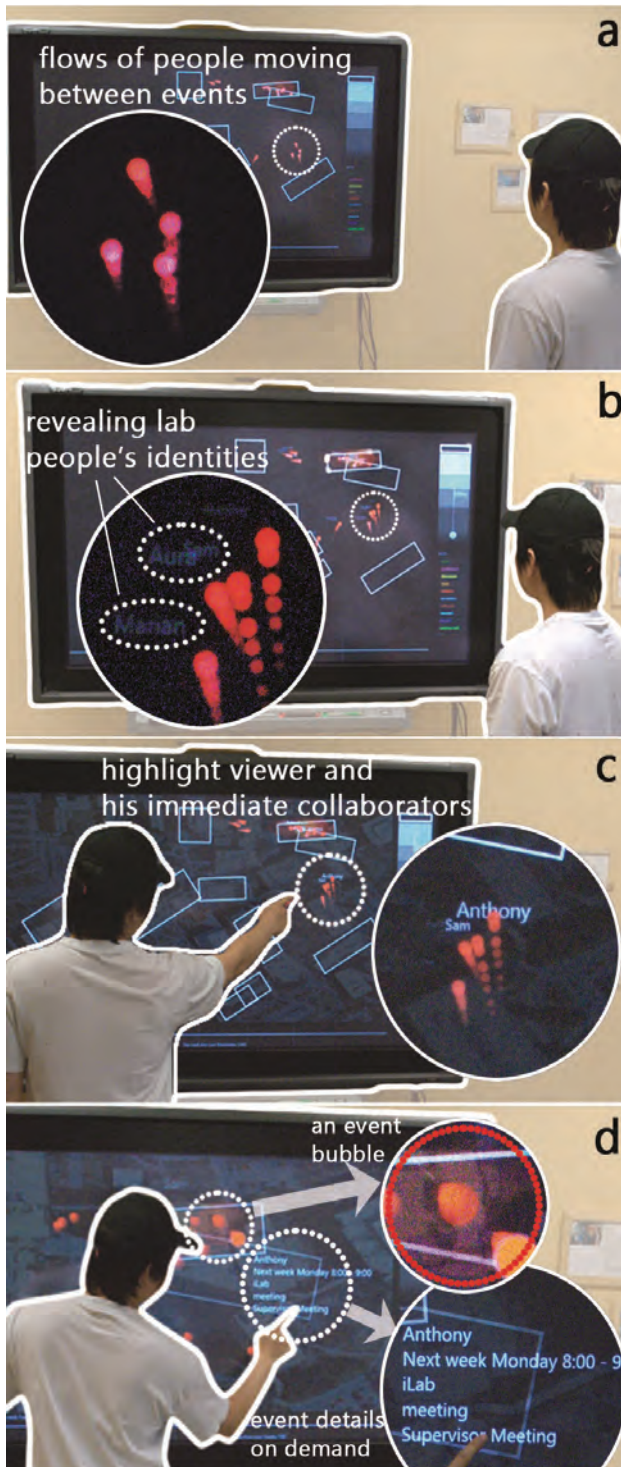 a
flows of people moving
between events
b
revealing lab
people's identities
Aura
Sam
Marian
c
highlight viewer and
his immediate collaborators
Anthony
Sam
d
an event
bubble
Anthony
Next week Monday 8:00 - 9:00
iLab
meeting
Supervisor Meeting
Anthony
Next week Monday 8:00 - 9
iLab
meeting
Supervisor Meeting
event details
on demand